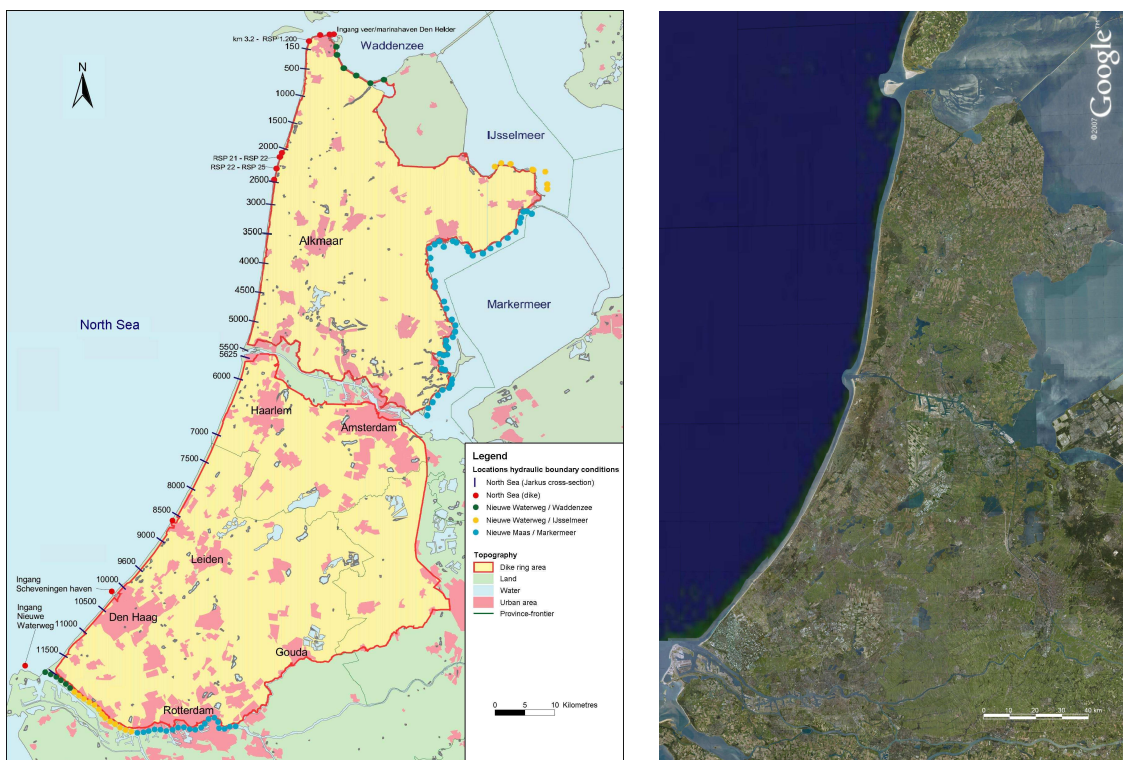 Ingang veer/marinahaven Den Helder
km 3.2 - RSP 1.200
Waddenzee
N
150
500
1000
1500
2000
IJsselmeer
RSP 21 - RSP 22
RSP 22 - RSP 25
2600
3000
3500
Alkmaar
4000
4500
Markermeer
5000
North Sea
5500
5625
6000
Haarlem
Amsterdam
7000
7500
8000
8500
9000
Leiden
9600
10000
Ingang
Scheveningen haven
10500
Den Haag
Ingang
Nieuwe
Waterweg
11000
11500
Gouda
Rotterdam
Legend
Locations hydraulic boundary conditions
North Sea (Jarkus cross-section)
North Sea (dike)
Nieuwe Waterweg / Waddenzee
Nieuwe Waterweg / IJsselmeer
Nieuwe Maas / Markermeer
Topography
Dike ring area
Land
Water
Urban area
Province-frontier
0 5 10 Kilometres
©2007 Google™
0 10 20 30 40 km